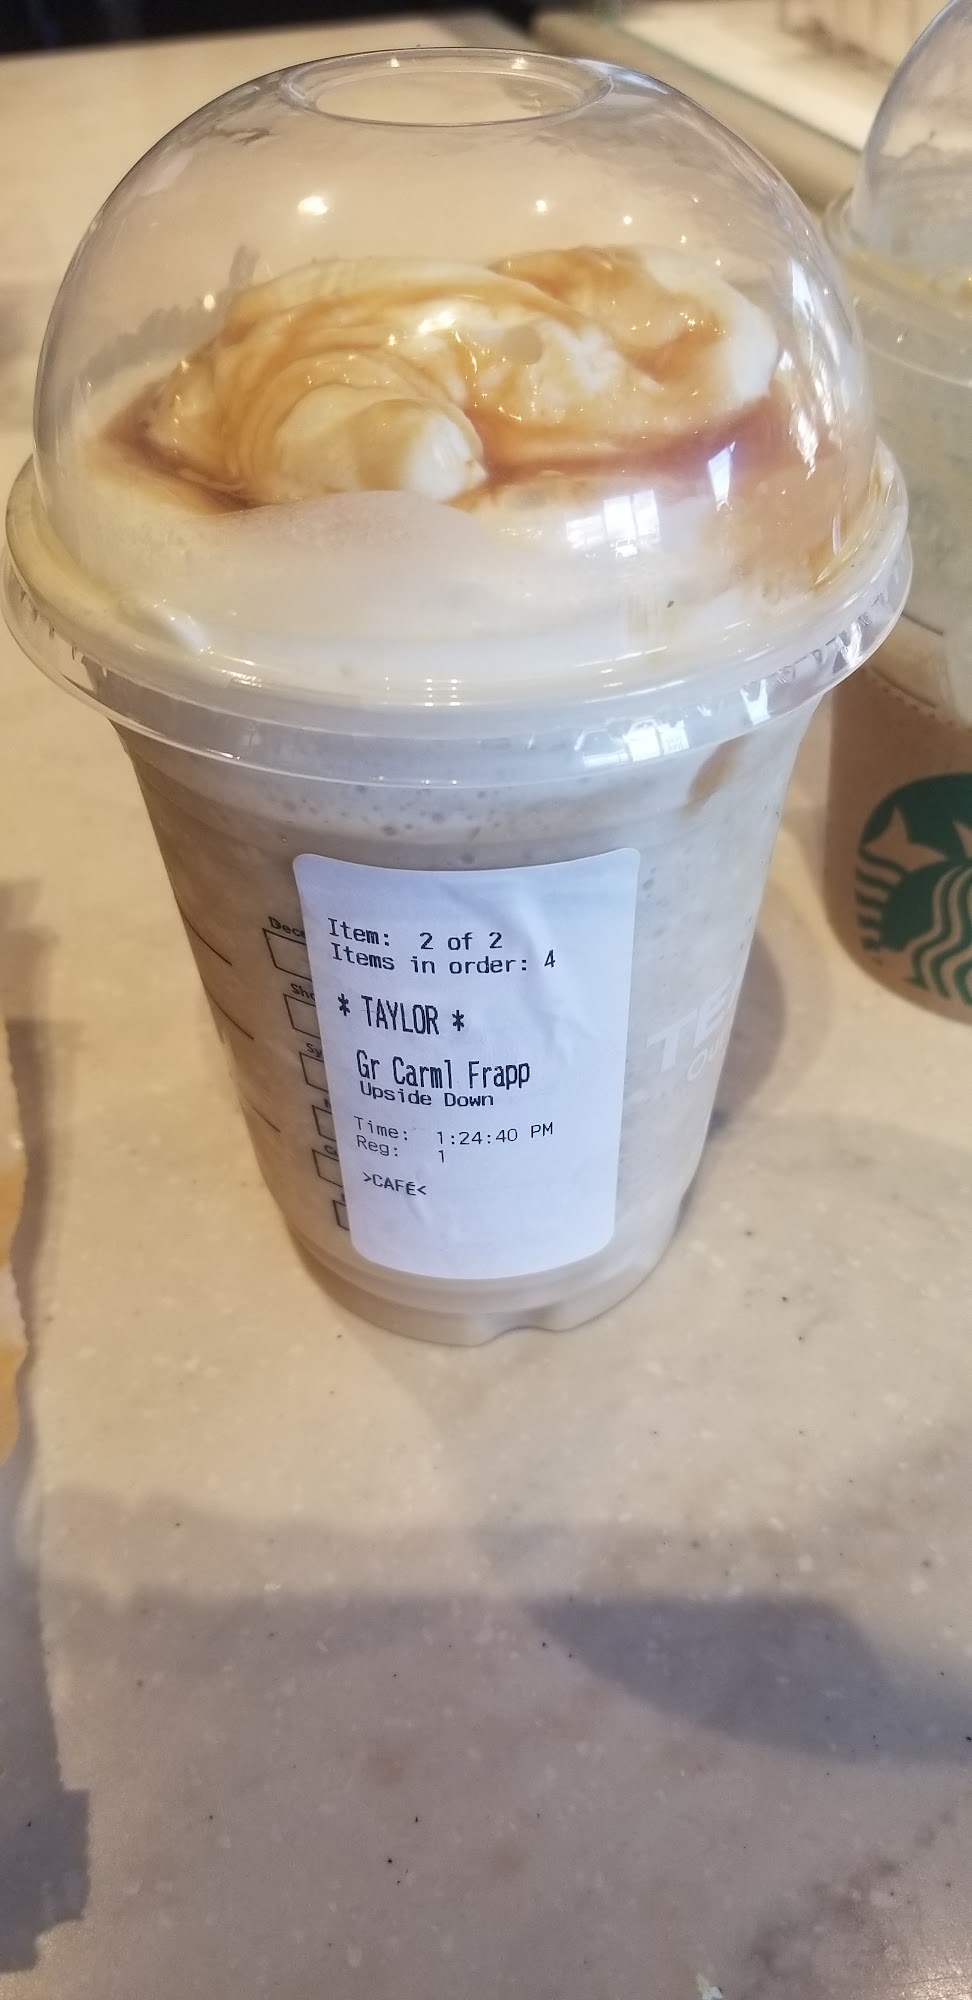 Item: 2 of 2
Items in order: 4
* TAYLOR *
Gr Carml Frapp
Upside Down
Time: 1:24:40 PM
Reg: 1
>CAFÉ<